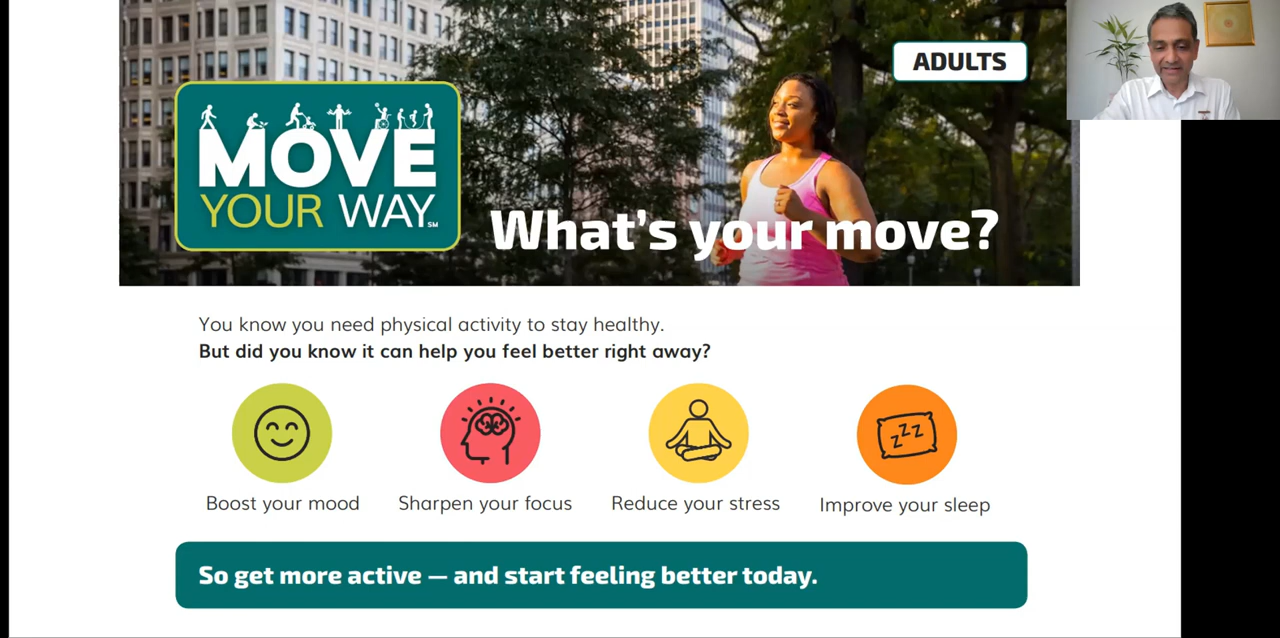 ADULTS
MOVE
YOUR WAY
SM
What's your move?
You know you need physical activity to stay healthy.
But did you know it can help you feel better right away?
zzz
Boost your mood
Sharpen your focus
Reduce your stress
Improve your sleep
So get more active — and start feeling better today.